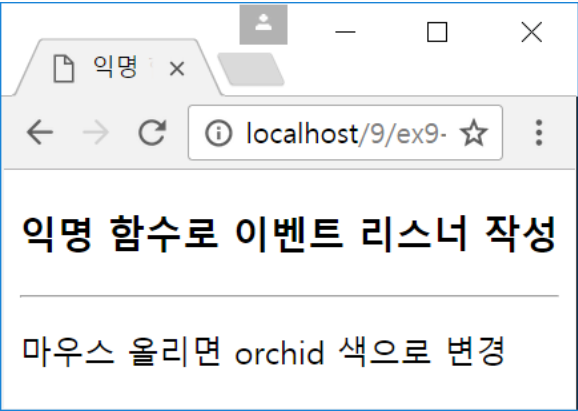 익명
localhost/9/ex9-
익명 함수로 이벤트 리스너 작성
마우스 올리면 orchid 색으로 변경